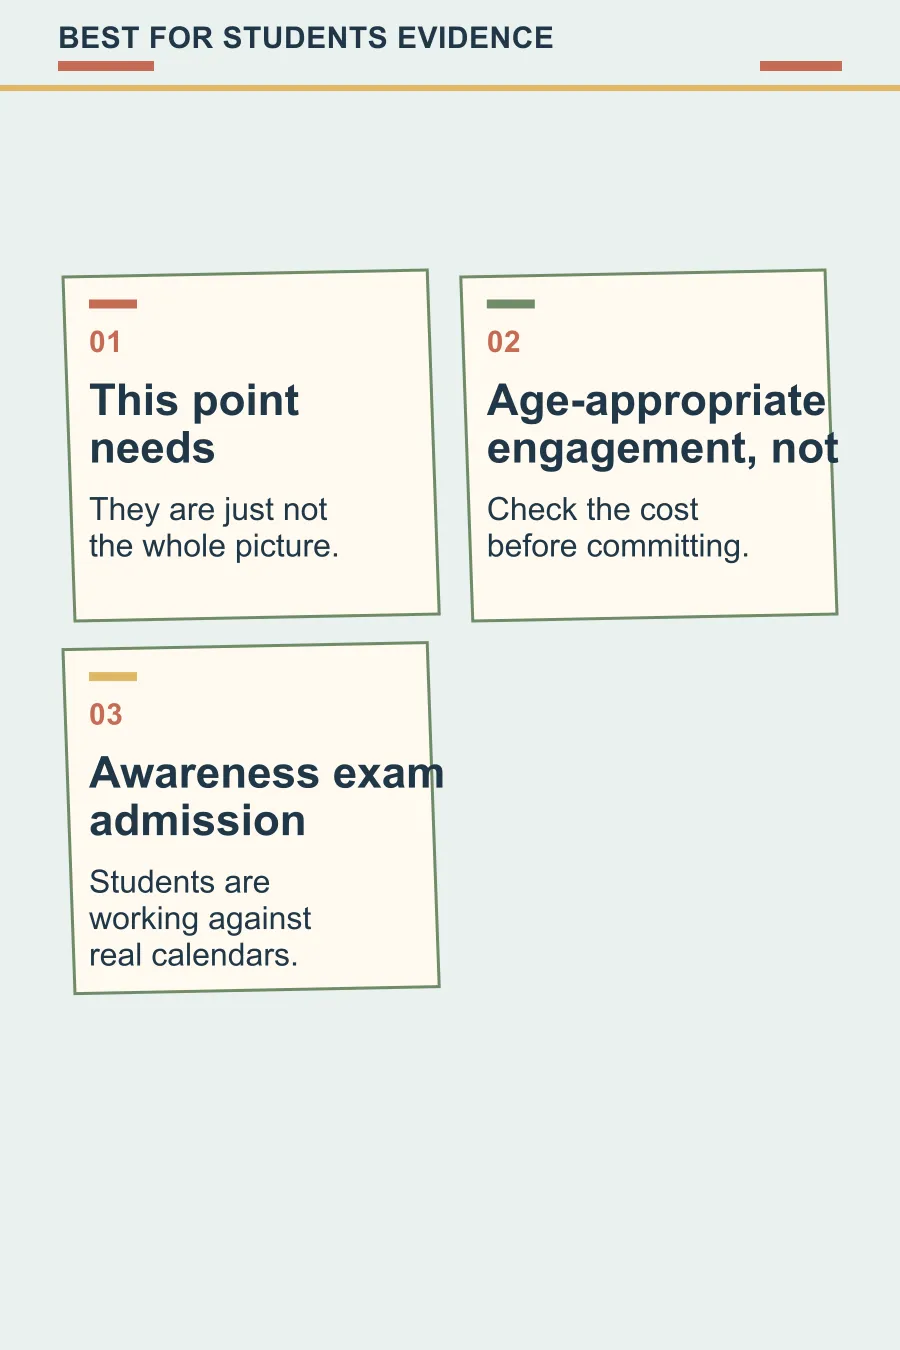 BEST FOR STUDENTS EVIDENCE
01
This point
needs
They are just not
the whole picture.
02
Age-appropriate
engagement, not
Check the cost
before committing.
03
Awareness exam
admission
Students are
working against
real calendars.